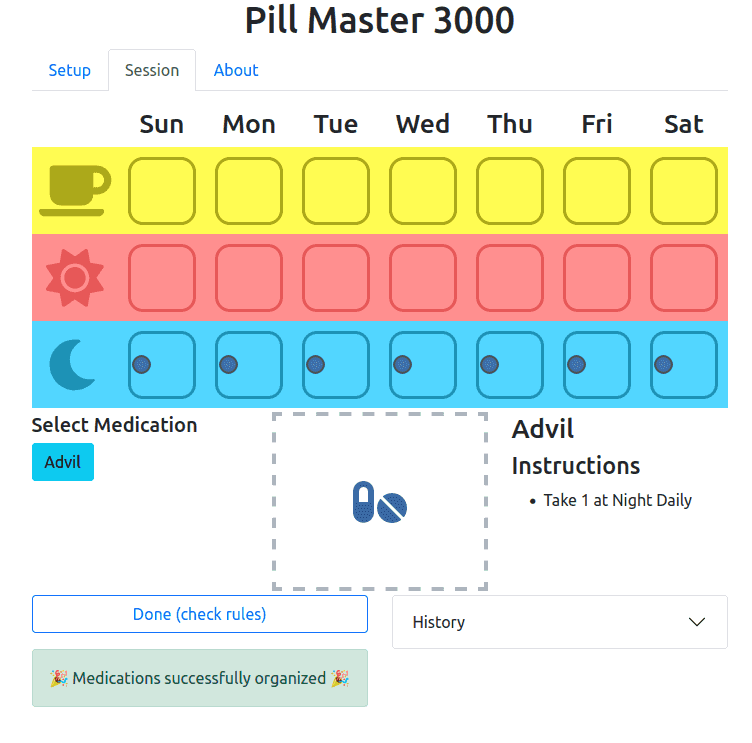 Pill Master 3000
Setup Session About
Sun Mon Tue Wed Thu Fri Sat
Select Medication
Advil
Advil
Instructions
• Take 1 at Night Daily
Done (check rules)
History
🎉 Medications successfully organized 🎉